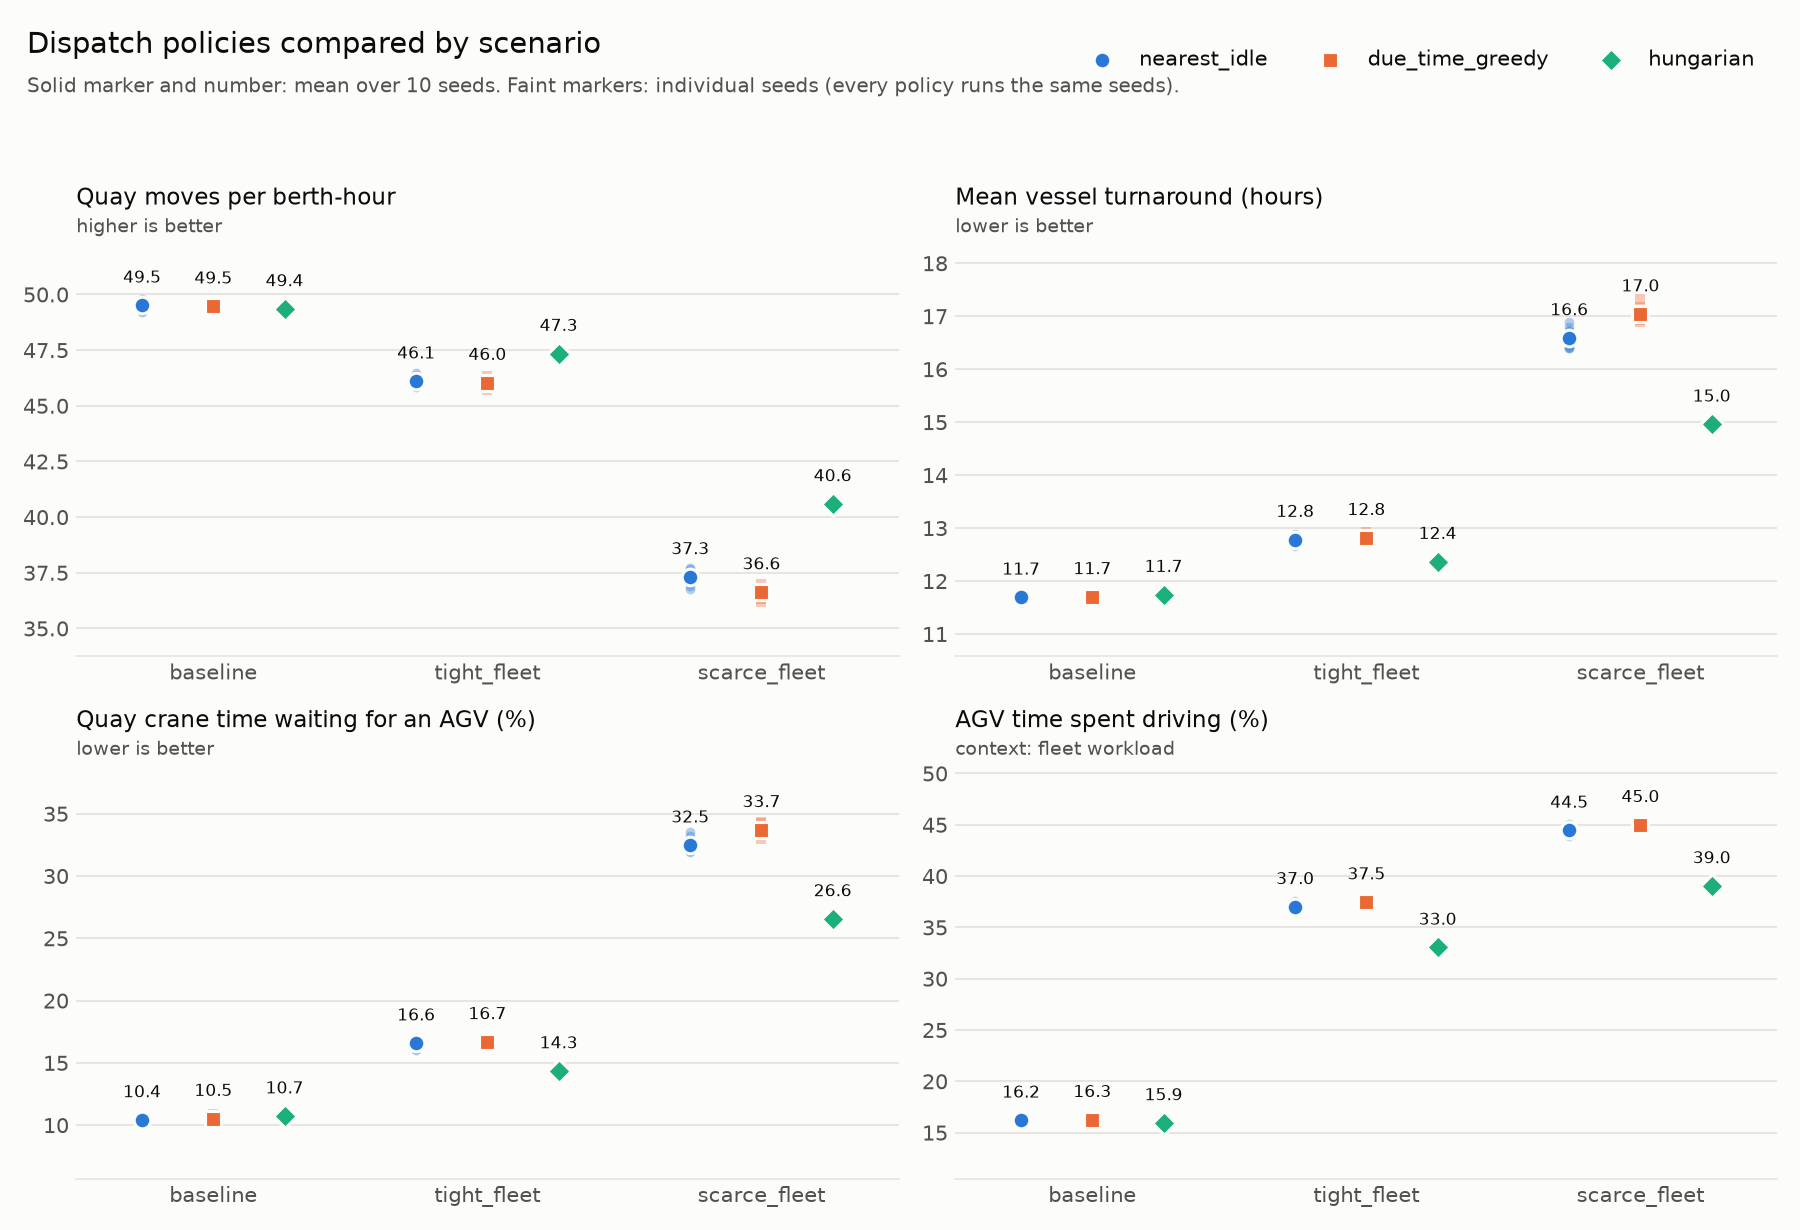 Dispatch policies compared by scenario
nearest_idle due_time_greedy hungarian
Solid marker and number: mean over 10 seeds. Faint markers: individual seeds (every policy runs the same seeds).
Quay moves per berth-hour
higher is better
50.0
47.5
45.0
42.5
40.0
37.5
35.0
49.5 49.5 49.4
46.1 46.0 47.3
37.3 36.6 40.6
baseline tight_fleet scarce_fleet
Mean vessel turnaround (hours)
lower is better
18
17
16
15
14
13
12
11
11.7 11.7 11.7
12.8 12.8 12.4
16.6 17.0 15.0
baseline tight_fleet scarce_fleet
Quay crane time waiting for an AGV (%)
lower is better
35
30
25
20
15
10
10.4 10.5 10.7
16.6 16.7 14.3
32.5 33.7 26.6
baseline tight_fleet scarce_fleet
AGV time spent driving (%)
context: fleet workload
50
45
40
35
30
25
20
15
16.2 16.3 15.9
37.0 37.5 33.0
44.5 45.0 39.0
baseline tight_fleet scarce_fleet